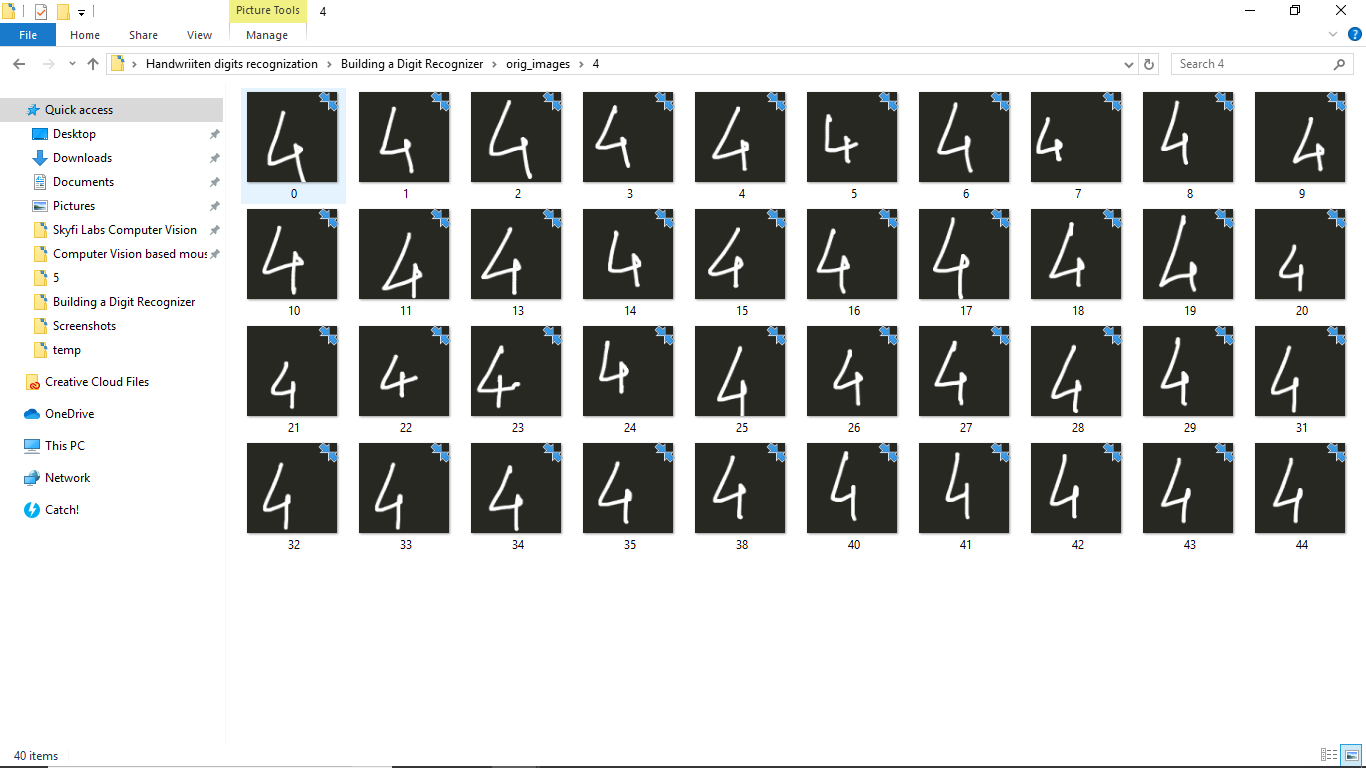 Picture Tools 4
File Home Share View Manage
Handwriiten digits recognization > Building a Digit Recognizer > orig_images > 4
Search 4
Quick access
Desktop
Downloads
Documents
Pictures
Skyfi Labs Computer Vision
Computer Vision based mou
5
Building a Digit Recognizer
Screenshots
temp
Creative Cloud Files
OneDrive
This PC
Network
Catch!
4 4 4 4 4 4 4 4 4 4
0 1 2 3 4 5 6 7 8 9
4 4 4 4 4 4 4 4 4 4
10 11 13 14 15 16 17 18 19 20
4 4 4 4 4 4 4 4 4 4
21 22 23 24 25 26 27 28 29 31
4 4 4 4 4 4 4 4 4 4
32 33 34 35 38 40 41 42 43 44
40 items